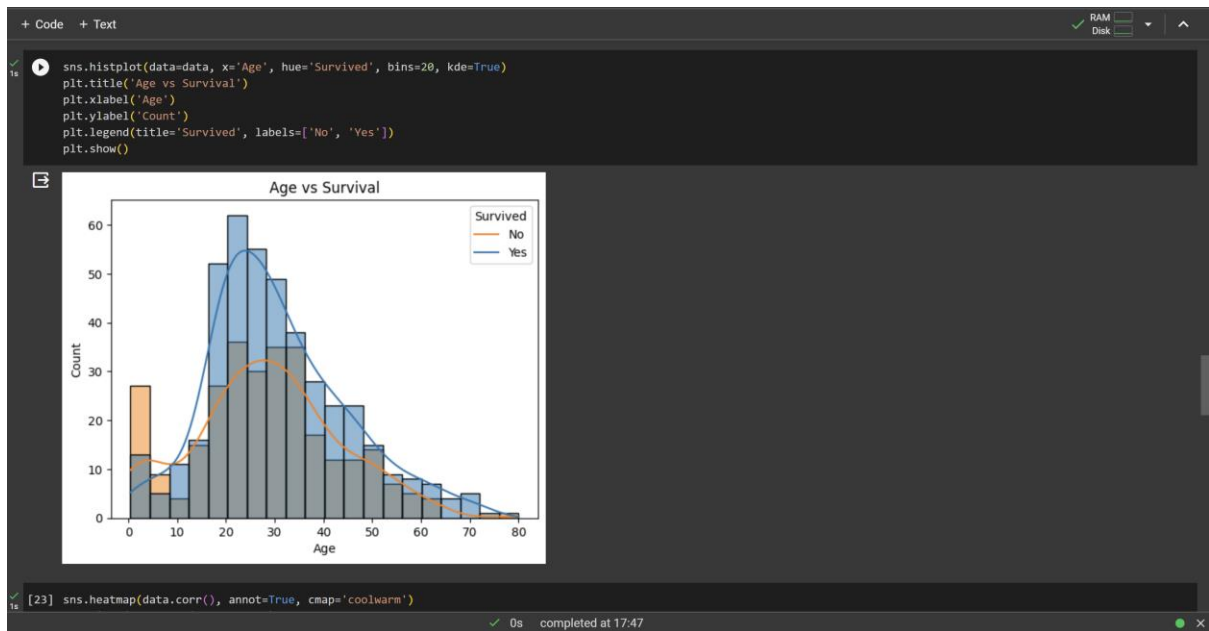 + Code + Text
RAM
Disk
1s
sns.histplot(data=data, x='Age', hue='Survived', bins=20, kde=True)
plt.title('Age vs Survival')
plt.xlabel('Age')
plt.ylabel('Count')
plt.legend(title='Survived', labels=['No', 'Yes'])
plt.show()
Age vs Survival
Survived
No
Yes
60
50
40
30
20
10
0
Count
0 10 20 30 40 50 60 70 80
Age
1s
[23] sns.heatmap(data.corr(), annot=True, cmap='coolwarm')
0s completed at 17:47